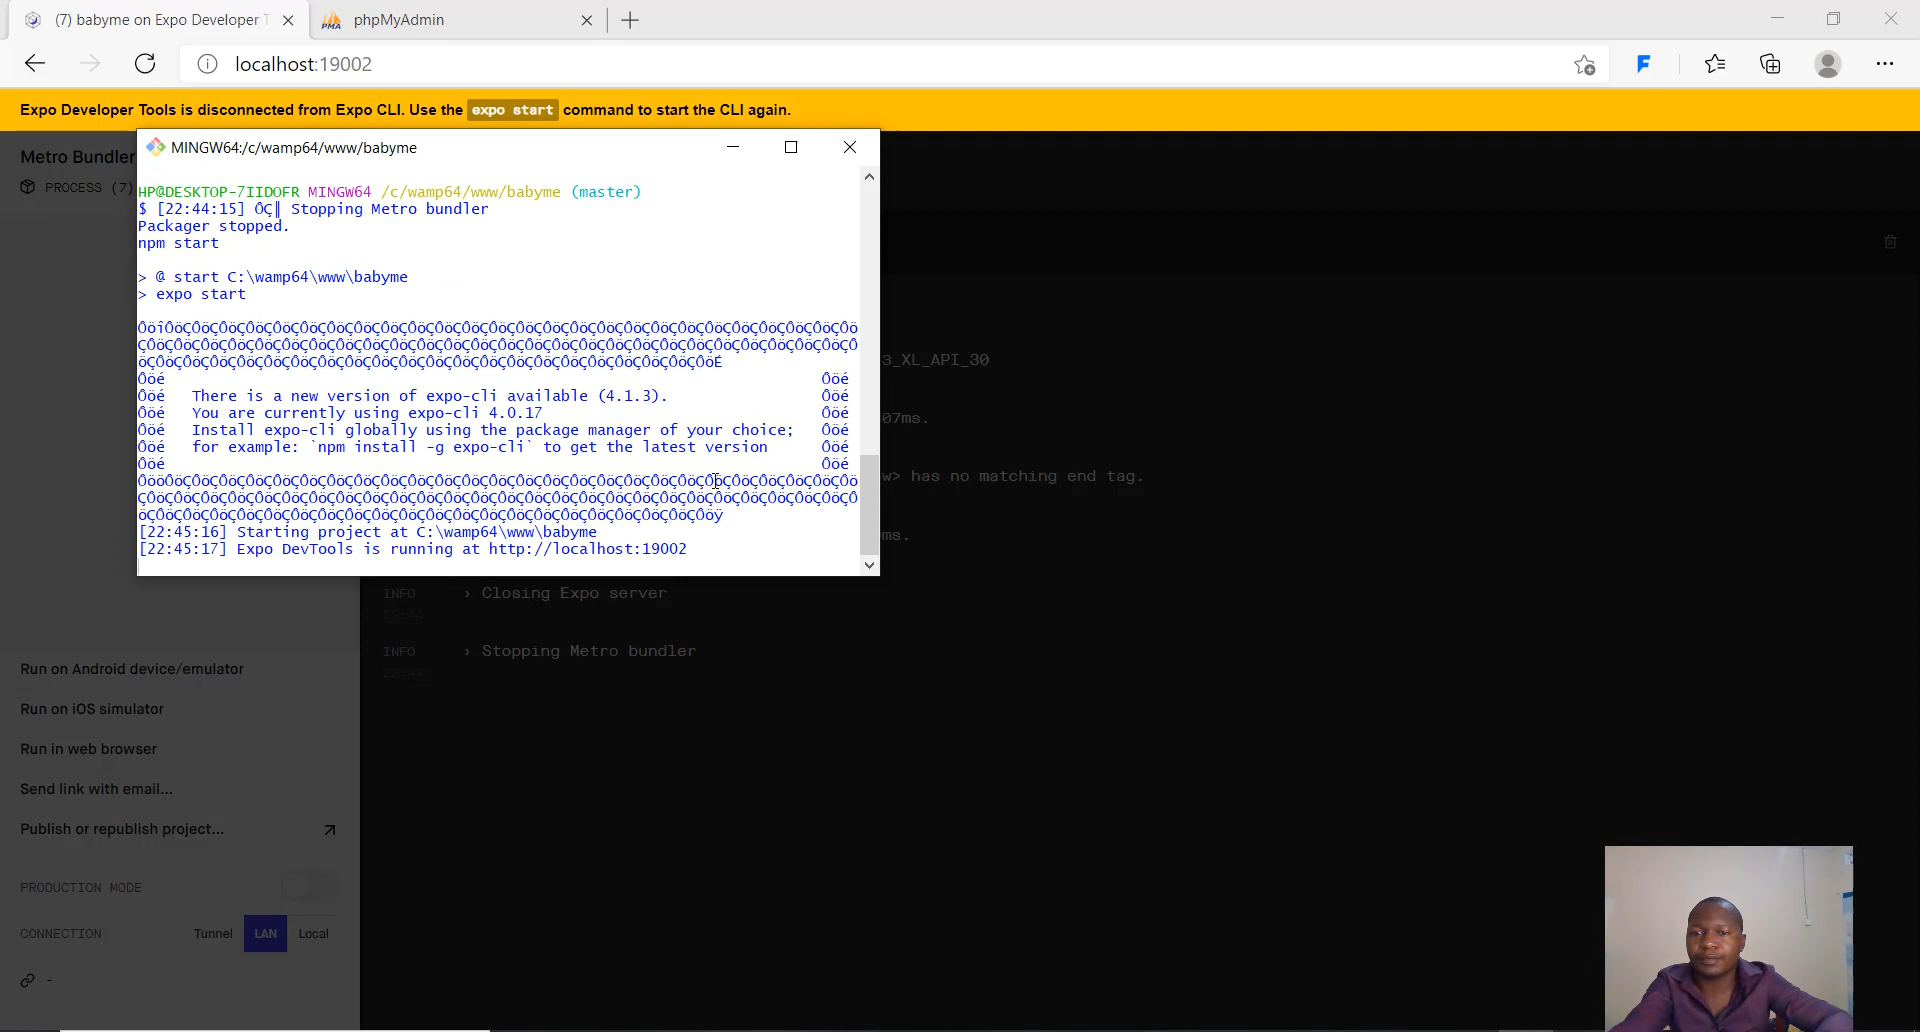 (7) babyme on Expo Developer T
phpMyAdmin
localhost:19002
Expo Developer Tools is disconnected from Expo CLI. Use the expo start command to start the CLI again.
Metro Bundler
PROCESS (7)
MINGW64:/c/wamp64/www/babyme
HP@DESKTOP-7IIDOFR MINGW64 /c/wamp64/www/babyme (master)
$ [22:44:15] ÔÇ║ Stopping Metro bundler
Packager stopped.
npm start
> @ start C:\wamp64\www\babyme
> expo start
There is a new version of expo-cli available (4.1.3).
You are currently using expo-cli 4.0.17
Install expo-cli globally using the package manager of your choice;
for example: `npm install -g expo-cli` to get the latest version
[22:45:16] Starting project at C:\wamp64\www\babyme
[22:45:17] Expo DevTools is running at http://localhost:19002
3_XL_API_30
07ms.
w> has no matching end tag.
ms.
INFO › Closing Expo server
INFO › Stopping Metro bundler
Run on Android device/emulator
Run on iOS simulator
Run in web browser
Send link with email...
Publish or republish project...
PRODUCTION MODE
CONNECTION Tunnel LAN Local
-